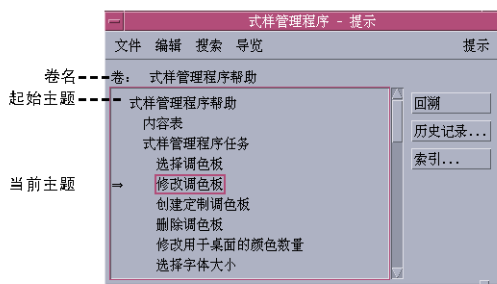 式样管理程序 - 提示
文件 编辑 搜索 导览 提示
卷名 卷: 式样管理程序帮助
起始主题 式样管理程序帮助 回溯
内容表 历史记录...
式样管理程序任务
选择调色板 索引...
当前主题 ⇒ 修改调色板
创建定制调色板
删除调色板
修改用于桌面的颜色数量
选择字体大小